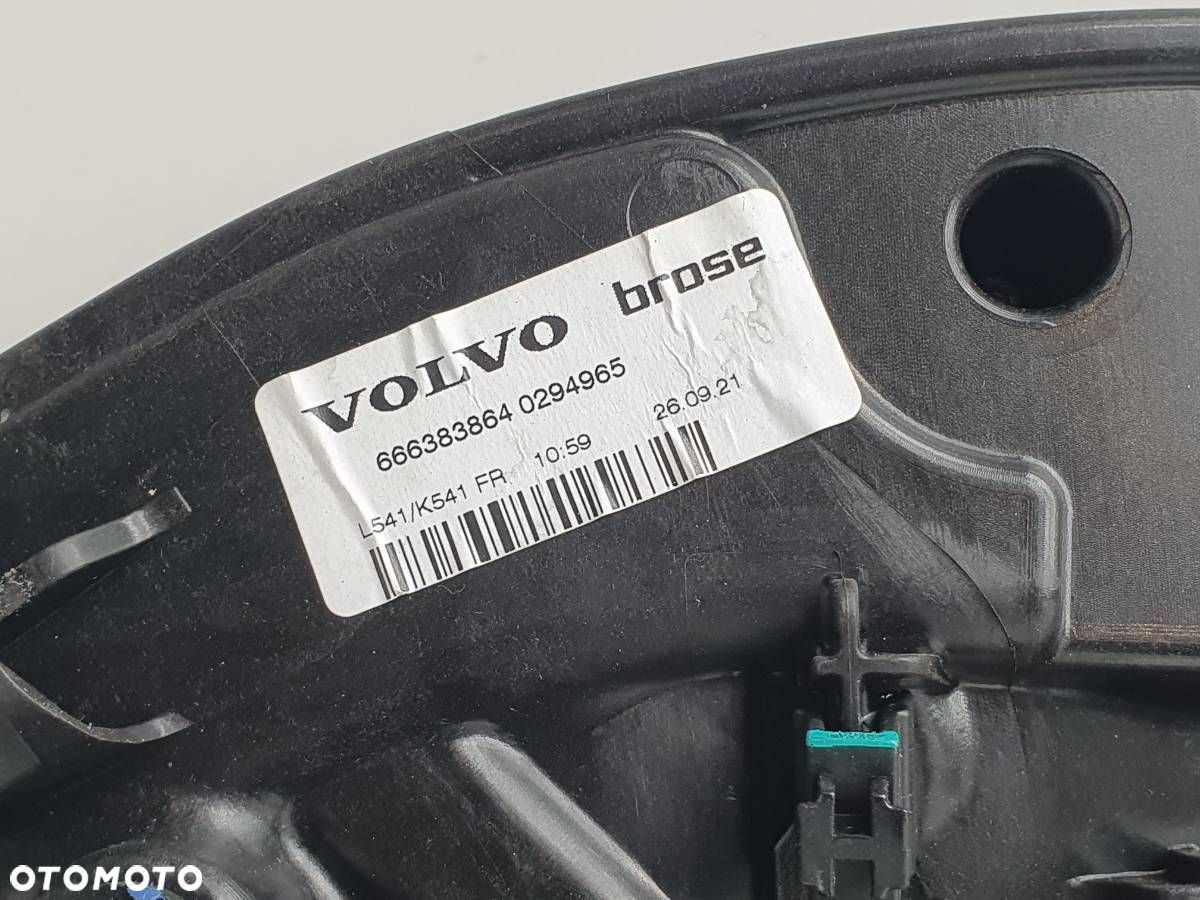 VOLVO brose
666383864 0294965
L541/K541 FR 10:59 26.09.21
OTOMOTO